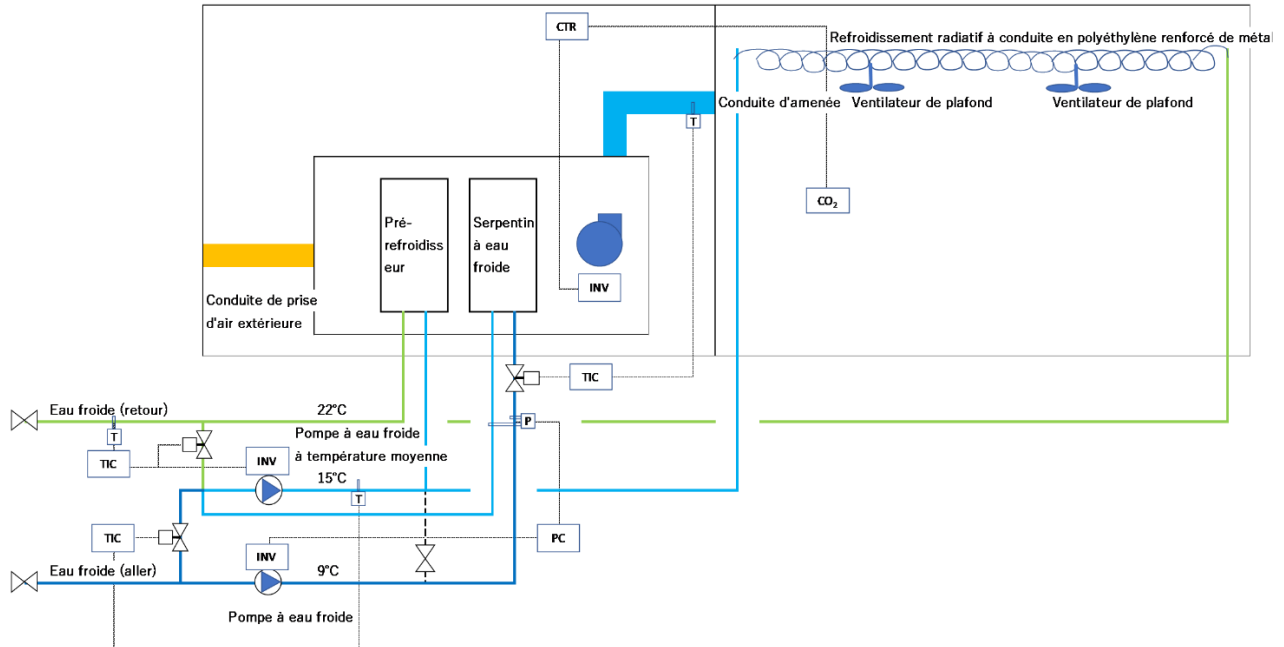 CTR
Refroidissement radiatif à conduite en polyéthylène renforcé de métal
Conduite d'amenée
Ventilateur de plafond
Ventilateur de plafond
T
CO₂
Pré-
refroidiss
eur
Serpentin
à eau
froide
INV
Conduite de prise
d'air extérieure
TIC
Eau froide (retour)
22°C
P
T
Pompe à eau froide
à température moyenne
TIC
INV
15°C
T
TIC
PC
INV
Eau froide (aller)
9°C
Pompe à eau froide